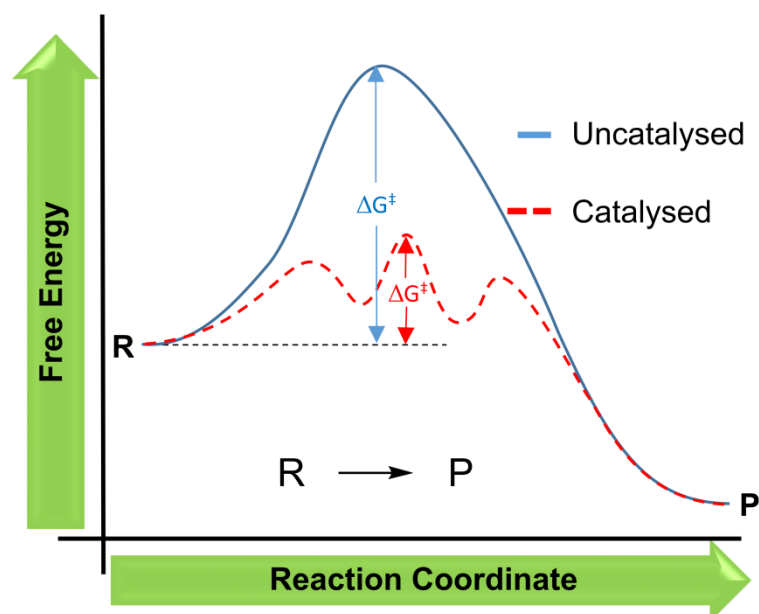 Free Energy
Uncatalysed
Catalysed
ΔG‡
ΔG‡
R
R ⟶ P
P
Reaction Coordinate